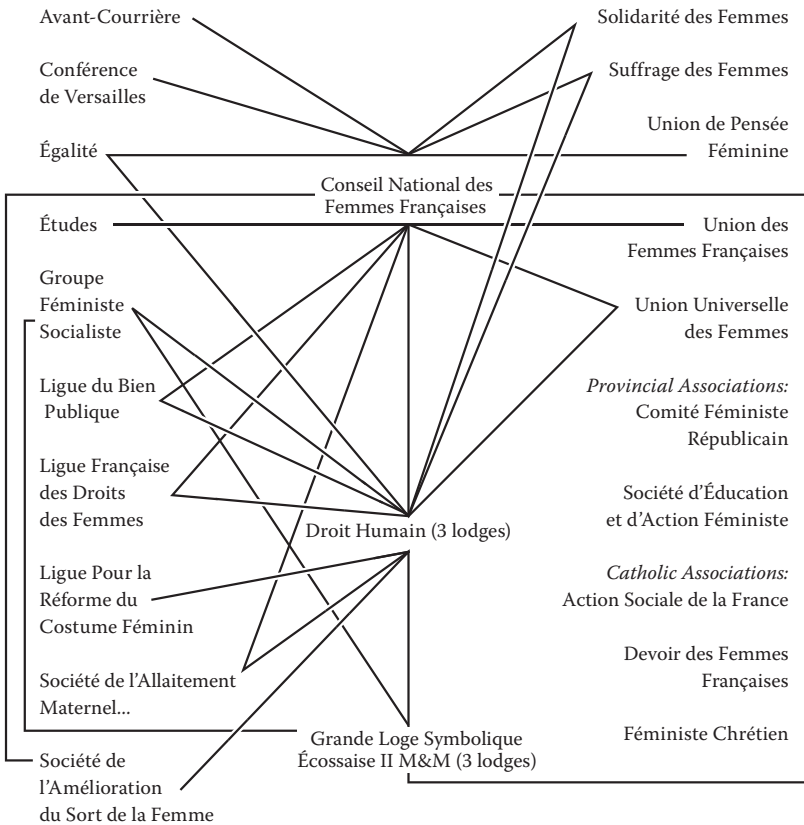 Avant-Courrière
Conférence
de Versailles
Égalité
Études
Groupe
Féministe
Socialiste
Ligue du Bien
Publique
Ligue Française
des Droits
des Femmes
Ligue Pour la
Réforme du
Costume Féminin
Société de l'Allaitement
Maternel...
Société de
l'Amélioration
du Sort de la Femme
Conseil National des
Femmes Françaises
Droit Humain (3 lodges)
Grande Loge Symbolique
Écossaise II M&M (3 lodges)
Solidarité des Femmes
Suffrage des Femmes
Union de Pensée
Féminine
Union des
Femmes Françaises
Union Universelle
des Femmes
Provincial Associations:
Comité Féministe
Républicain
Société d'Éducation
et d'Action Féministe
Catholic Associations:
Action Sociale de la France
Devoir des Femmes
Françaises
Féministe Chrétien